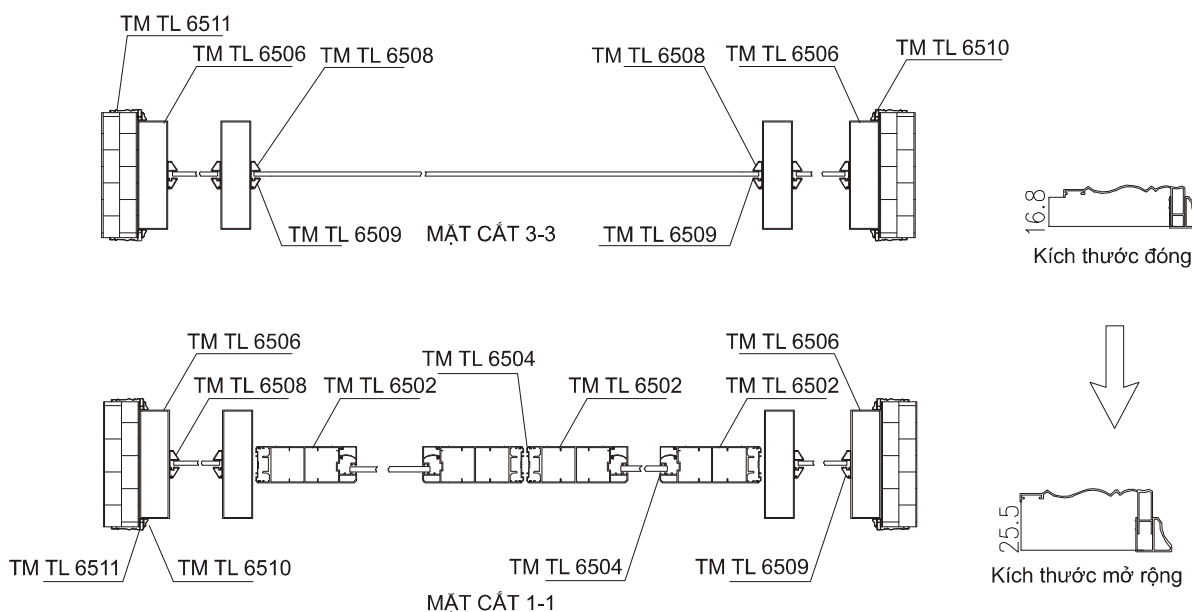 TM TL 6511
TM TL 6506
TM TL 6508
TM TL 6508
TM TL 6506
TM TL 6510
TM TL 6509
MẶT CẮT 3-3
TM TL 6509
16.8
Kích thước đóng
TM TL 6506
TM TL 6504
TM TL 6506
TM TL 6508
TM TL 6502
TM TL 6502
TM TL 6502
TM TL 6511
TM TL 6510
TM TL 6504
TM TL 6509
MẶT CẮT 1-1
25.5
Kích thước mở rộng